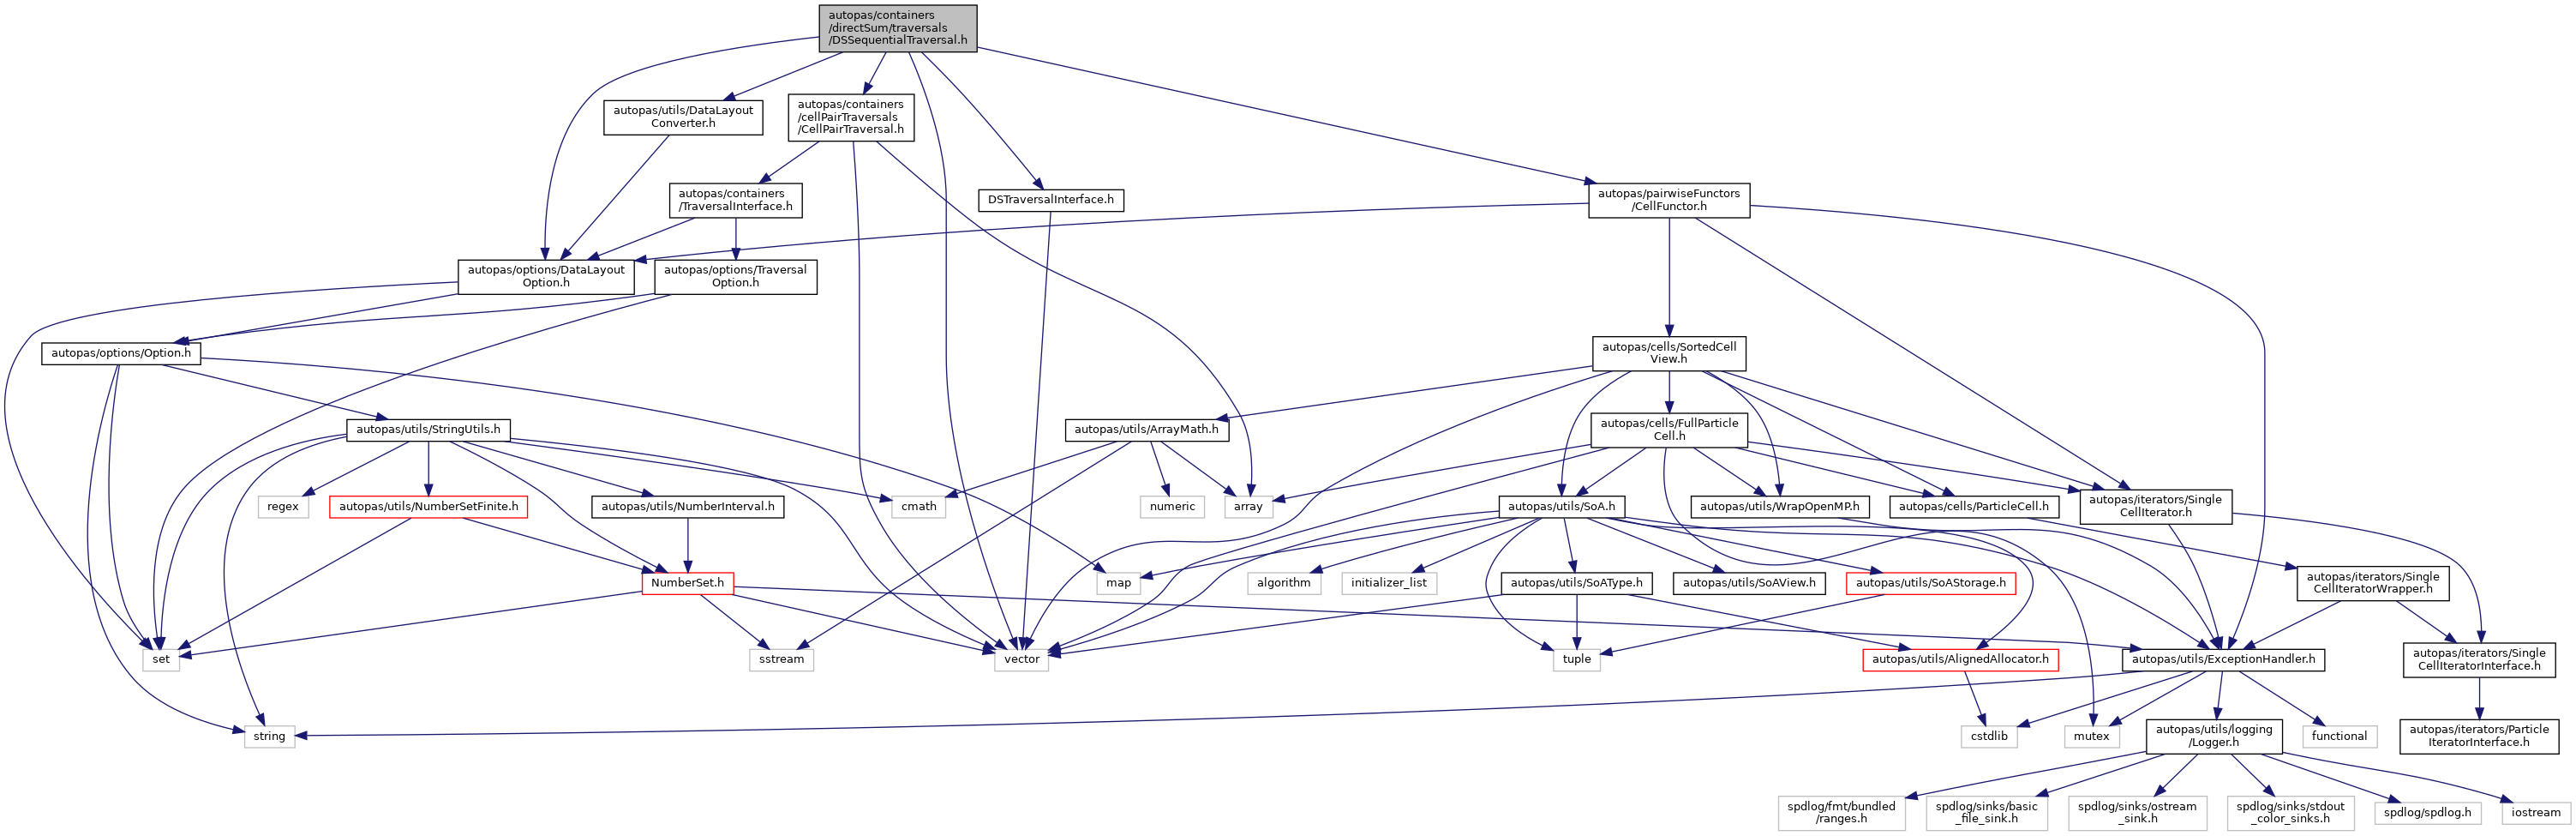 autopas/containers
/directSum/traversals
/DSSequentialTraversal.h
autopas/utils/DataLayout
Converter.h
autopas/containers
/cellPairTraversals
/CellPairTraversal.h
autopas/containers
/TraversalInterface.h
DSTraversalInterface.h
autopas/pairwiseFunctors
/CellFunctor.h
autopas/options/DataLayout
Option.h
autopas/options/Traversal
Option.h
autopas/options/Option.h
autopas/cells/SortedCell
View.h
autopas/utils/StringUtils.h
autopas/utils/ArrayMath.h
autopas/cells/FullParticle
Cell.h
regex
autopas/utils/NumberSetFinite.h
autopas/utils/NumberInterval.h
cmath
numeric
array
autopas/utils/SoA.h
autopas/utils/WrapOpenMP.h
autopas/cells/ParticleCell.h
autopas/iterators/Single
CellIterator.h
NumberSet.h
map
algorithm
initializer_list
autopas/utils/SoAType.h
autopas/utils/SoAView.h
autopas/utils/SoAStorage.h
autopas/iterators/Single
CellIteratorWrapper.h
set
sstream
vector
tuple
autopas/utils/AlignedAllocator.h
autopas/utils/ExceptionHandler.h
autopas/iterators/Single
CellIteratorInterface.h
string
cstdlib
mutex
autopas/utils/logging
/Logger.h
functional
autopas/iterators/Particle
IteratorInterface.h
spdlog/fmt/bundled
/ranges.h
spdlog/sinks/basic
_file_sink.h
spdlog/sinks/ostream
_sink.h
spdlog/sinks/stdout
_color_sinks.h
spdlog/spdlog.h
iostream